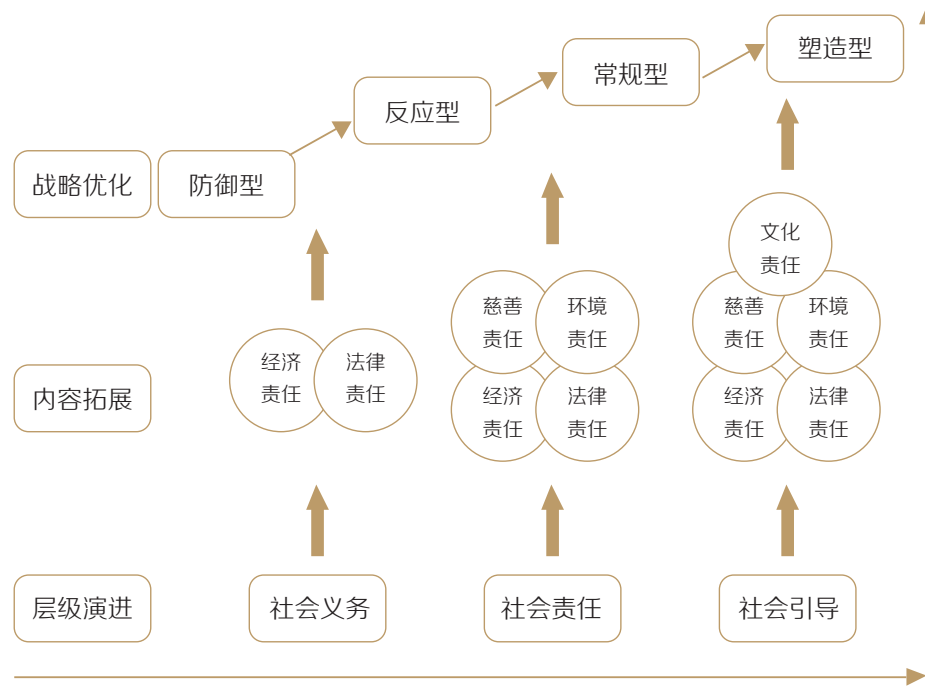 塑造型
常规型
反应型
战略优化
防御型
文化
责任
慈善
责任
环境
责任
慈善
责任
环境
责任
内容拓展
经济
责任
法律
责任
经济
责任
法律
责任
经济
责任
法律
责任
层级演进
社会义务
社会责任
社会引导